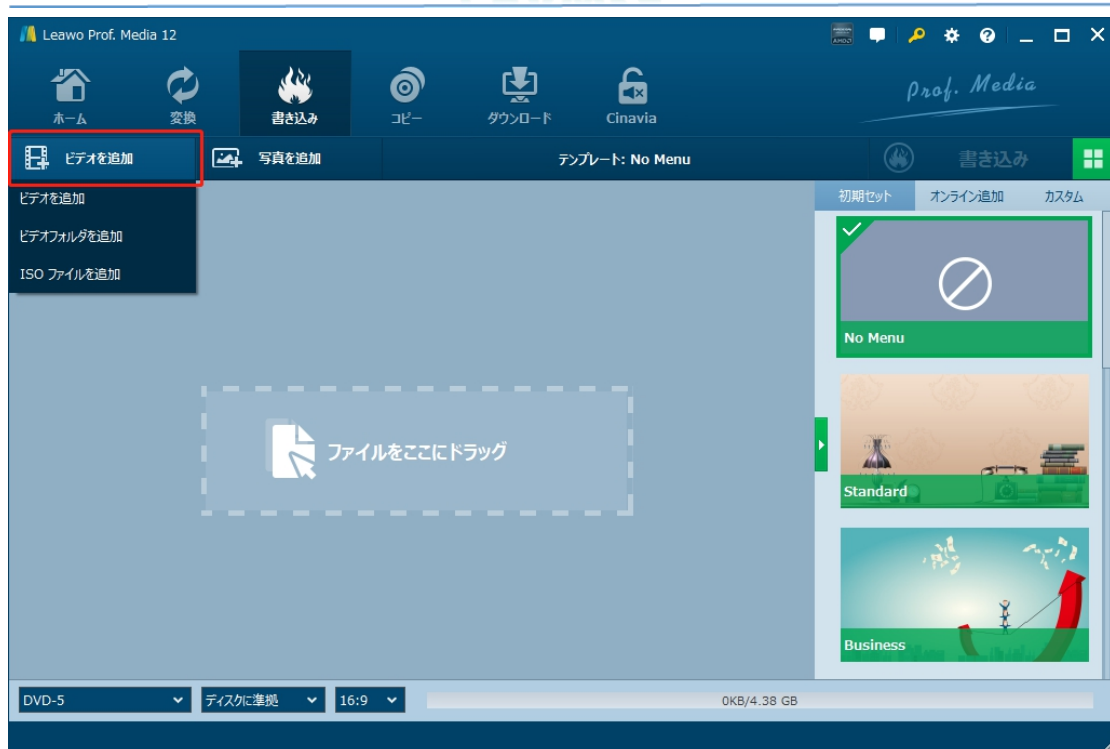 Leawo Prof. Media 12
ホーム
変換
書き込み
コピー
ダウンロード
Cinavia
Prof. Media
ビデオを追加
写真を追加
テンプレート: No Menu
書き込み
ビデオを追加
ビデオフォルダを追加
ISO ファイルを追加
初期セット
オンライン追加
カスタム
No Menu
ファイルをここにドラッグ
Standard
Business
DVD-5
ディスクに準拠
16:9
0KB/4.38 GB